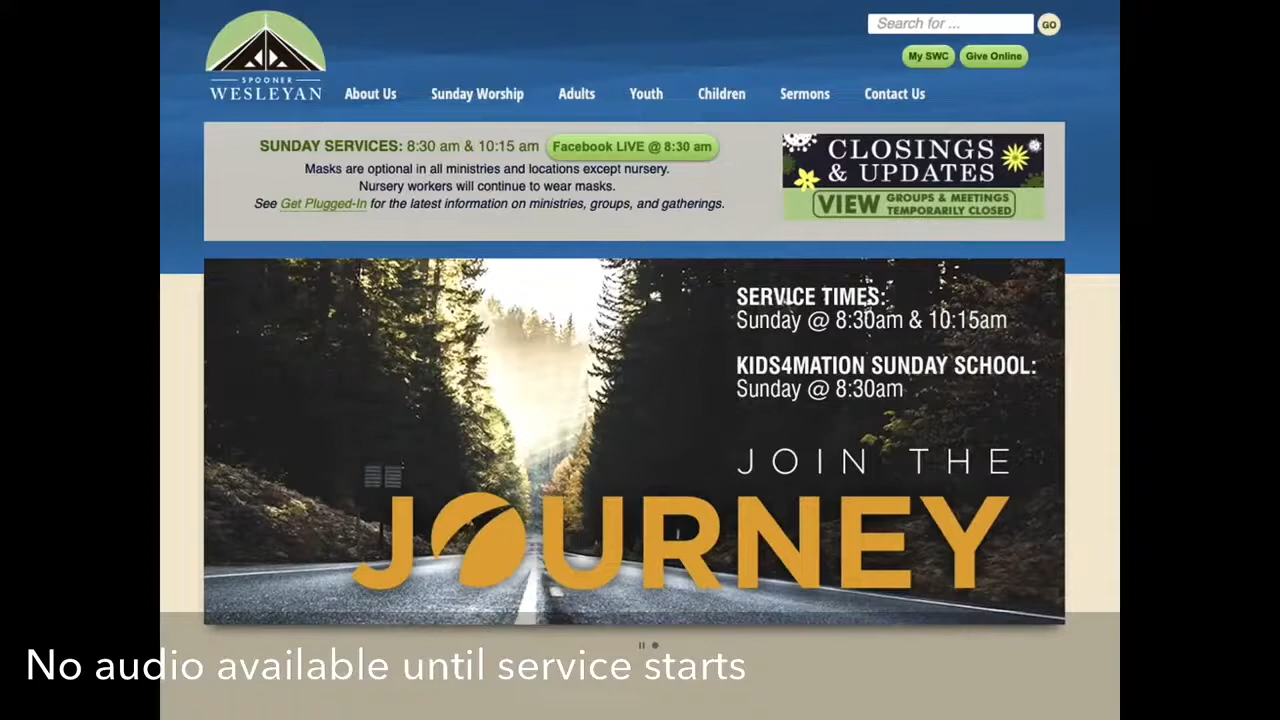 Search for ...
GO
My SWC
Give Online
SPOONER
WESLEYAN
About Us
Sunday Worship
Adults
Youth
Children
Sermons
Contact Us
SUNDAY SERVICES: 8:30 am & 10:15 am
Facebook LIVE @ 8:30 am
Masks are optional in all ministries and locations except nursery.
Nursery workers will continue to wear masks.
See Get Plugged-In for the latest information on ministries, groups, and gatherings.
CLOSINGS
& UPDATES
VIEW
GROUPS & MEETINGS
TEMPORARILY CLOSED
SERVICE TIMES:
Sunday @ 8:30am & 10:15am
KIDS4MATION SUNDAY SCHOOL:
Sunday @ 8:30am
JOIN THE
JOURNEY
No audio available until service starts